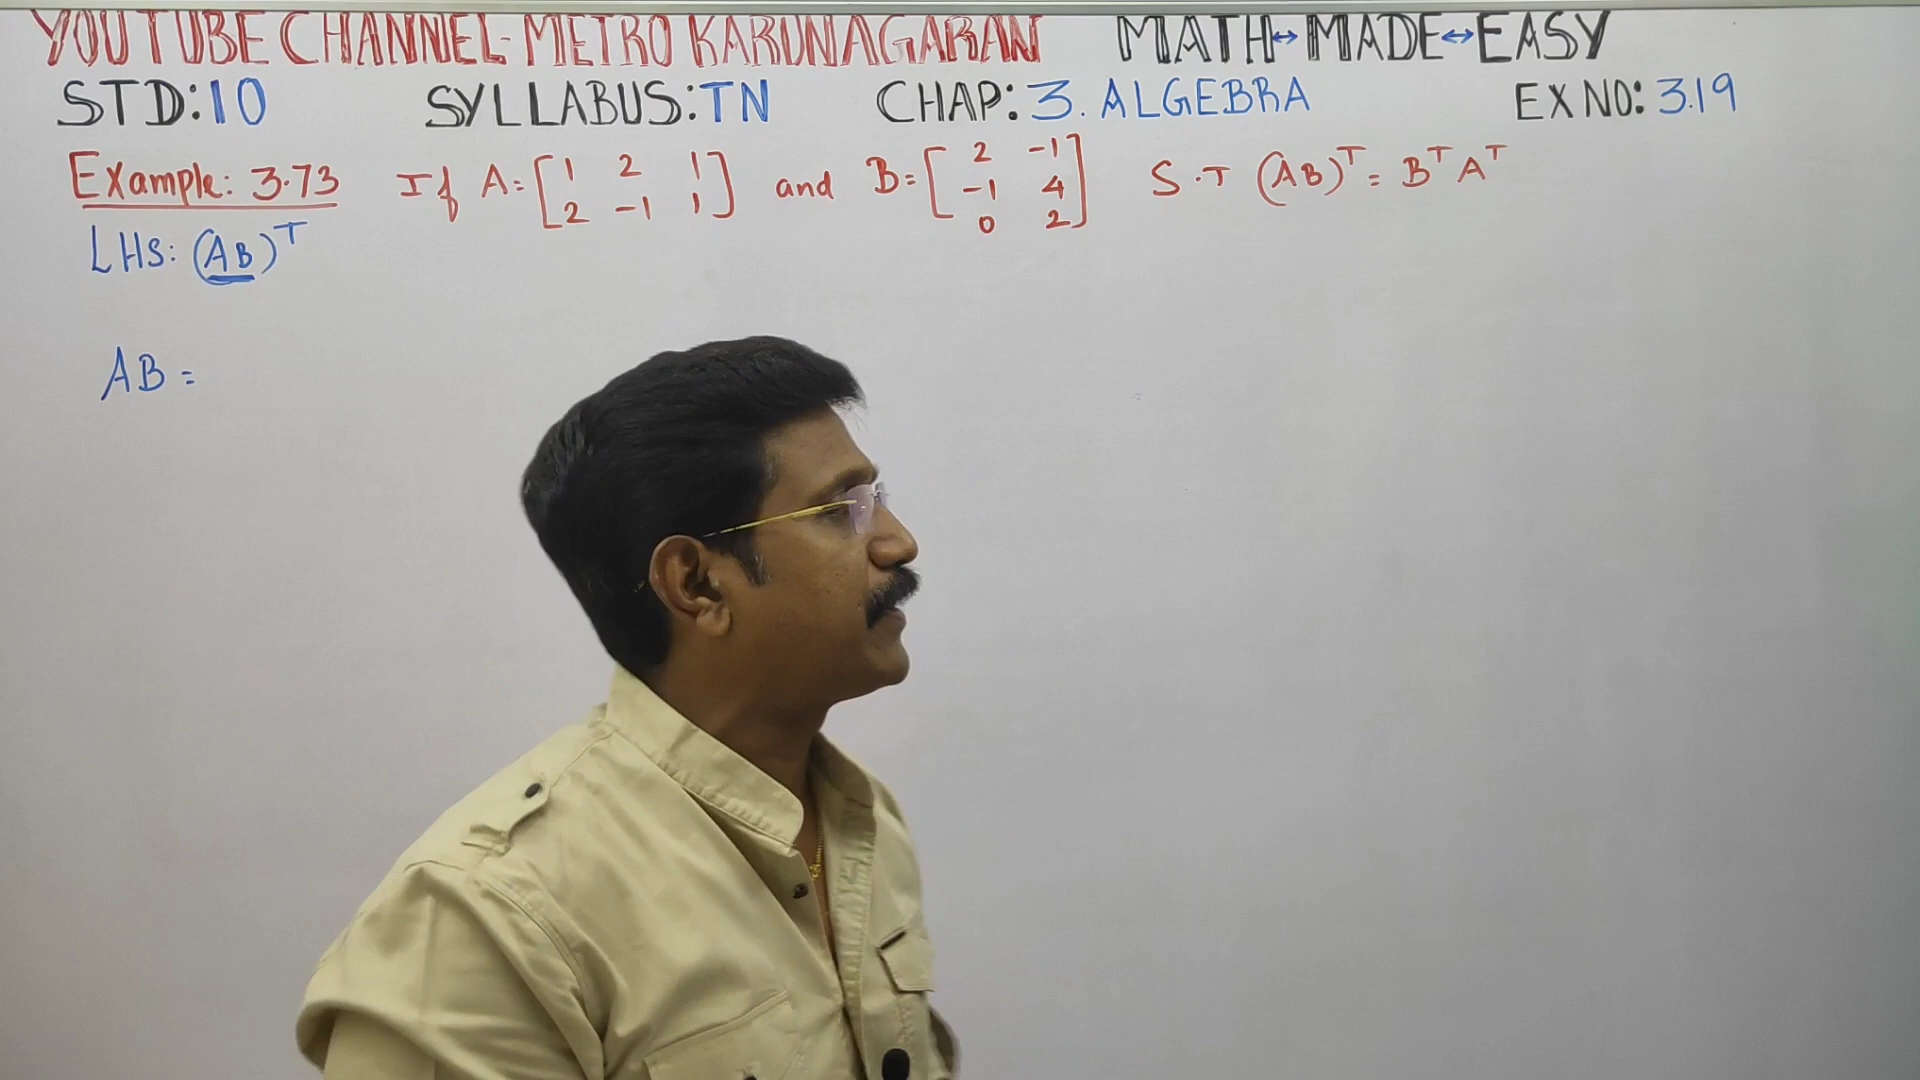 YOUTUBE CHANNEL-METRO KARUNAGARAN MATH↔MADE↔EASY
STD:10 SYLLABUS:TN CHAP: 3. ALGEBRA EX NO: 3.19
Example: 3.73 If A=[1 2 1 and B=[2 -1 S.T (AB)ᵀ = BᵀAᵀ
2 -1 1] -1 4
0 2]
LHS: (AB)ᵀ
AB =